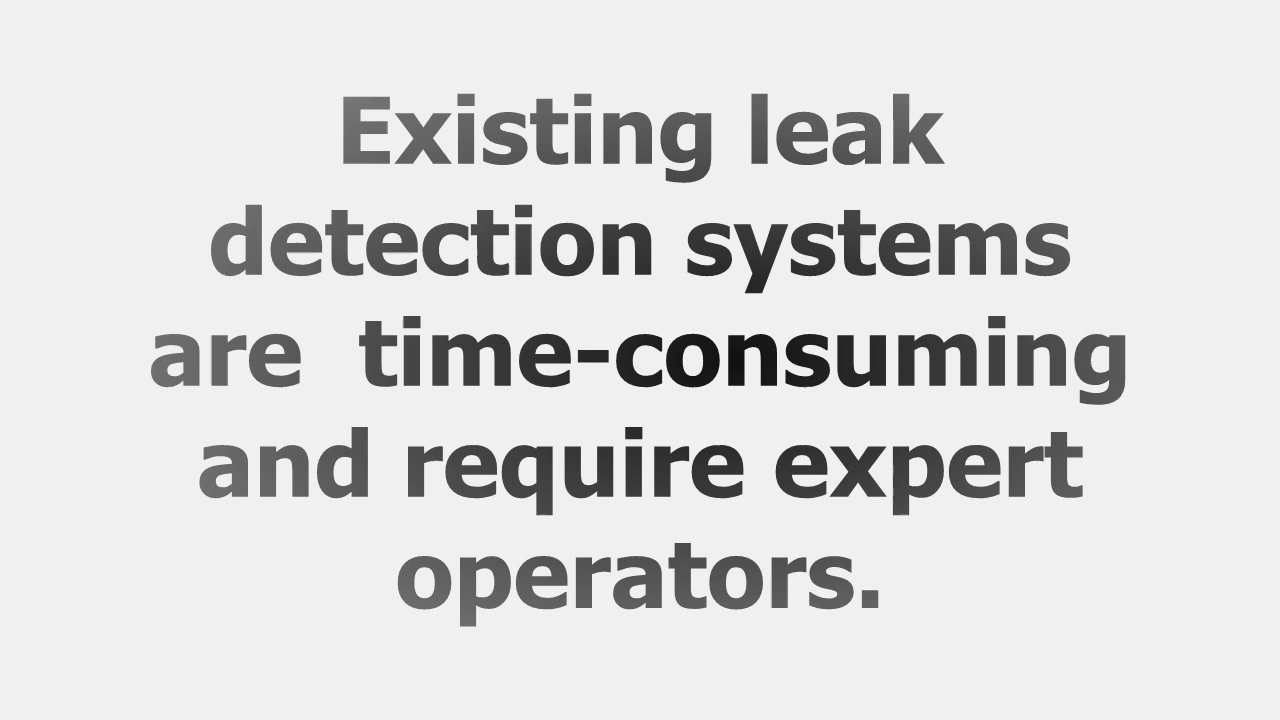 Existing leak
detection systems
are  time-consuming
and require expert
operators.